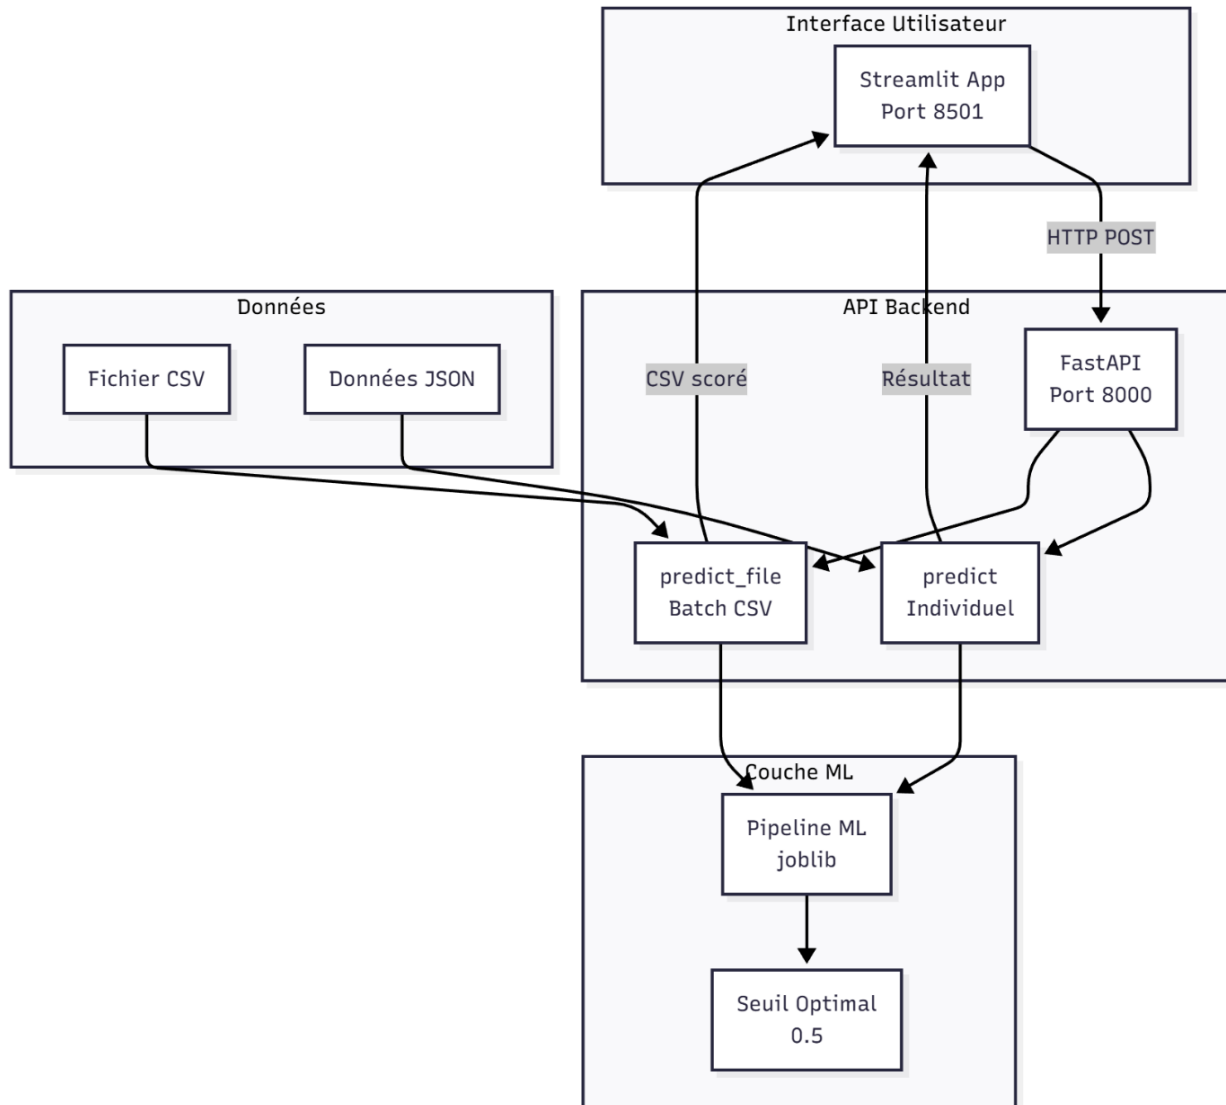 Interface Utilisateur
Streamlit App
Port 8501
HTTP POST
Données
Fichier CSV
Données JSON
API Backend
FastAPI
Port 8000
CSV scoré
Résultat
predict_file
Batch CSV
predict
Individuel
Couche ML
Pipeline ML
joblib
Seuil Optimal
0.5